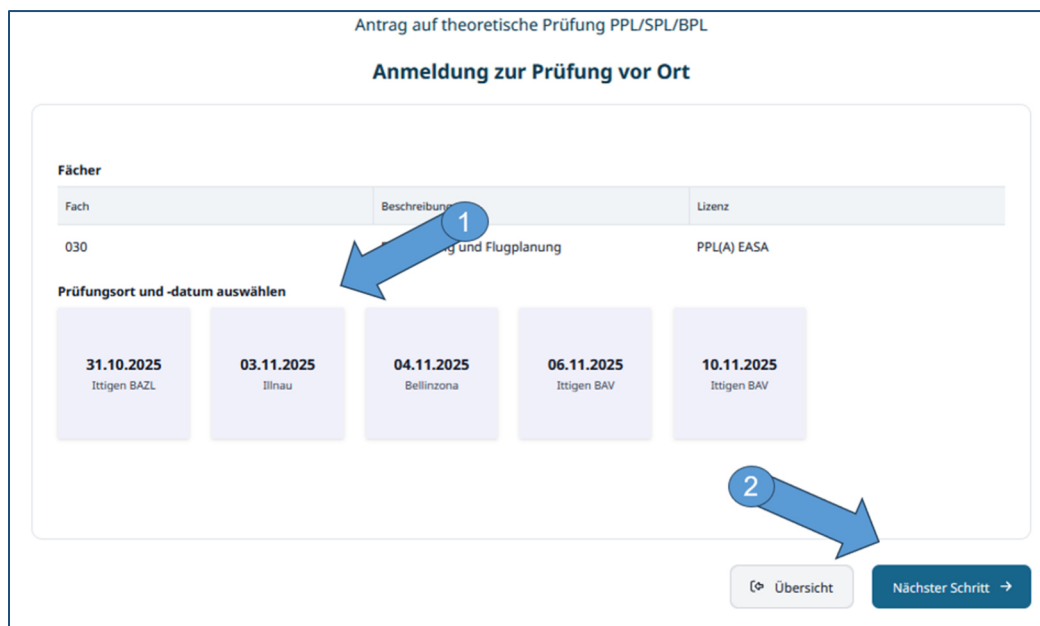 Antrag auf theoretische Prüfung PPL/SPL/BPL
Anmeldung zur Prüfung vor Ort
Fächer
Fach Beschreibung Lizenz
030 und Flugplanung PPL(A) EASA
1
Prüfungsort und -datum auswählen
31.10.2025 03.11.2025 04.11.2025 06.11.2025 10.11.2025
Ittigen BAZL Illnau Bellinzona Ittigen BAV Ittigen BAV
2
Übersicht Nächster Schritt